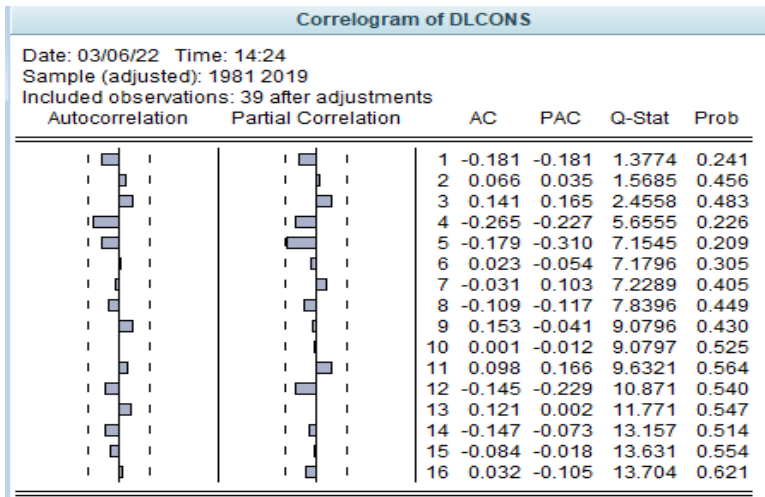 Correlogram of DLCONS
Date: 03/06/22 Time: 14:24
Sample (adjusted): 1981 2019
Included observations: 39 after adjustments
Autocorrelation Partial Correlation AC PAC Q-Stat Prob
1 -0.181 -0.181 1.3774 0.241
2 0.066 0.035 1.5685 0.456
3 0.141 0.165 2.4558 0.483
4 -0.265 -0.227 5.6555 0.226
5 -0.179 -0.310 7.1545 0.209
6 0.023 -0.054 7.1796 0.305
7 -0.031 0.103 7.2289 0.405
8 -0.109 -0.117 7.8396 0.449
9 0.153 -0.041 9.0796 0.430
10 0.001 -0.012 9.0797 0.525
11 0.098 0.166 9.6321 0.564
12 -0.145 -0.229 10.871 0.540
13 0.121 0.002 11.771 0.547
14 -0.147 -0.073 13.157 0.514
15 -0.084 -0.018 13.631 0.554
16 0.032 -0.105 13.704 0.621